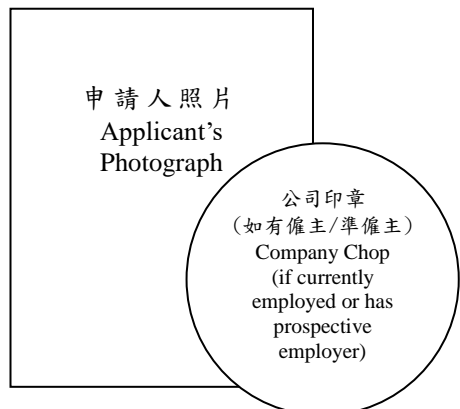 申請人照片
Applicant’s
Photograph
公司印章
（如有僱主/準僱主）
Company Chop
(if currently
employed or has
prospective
employer)